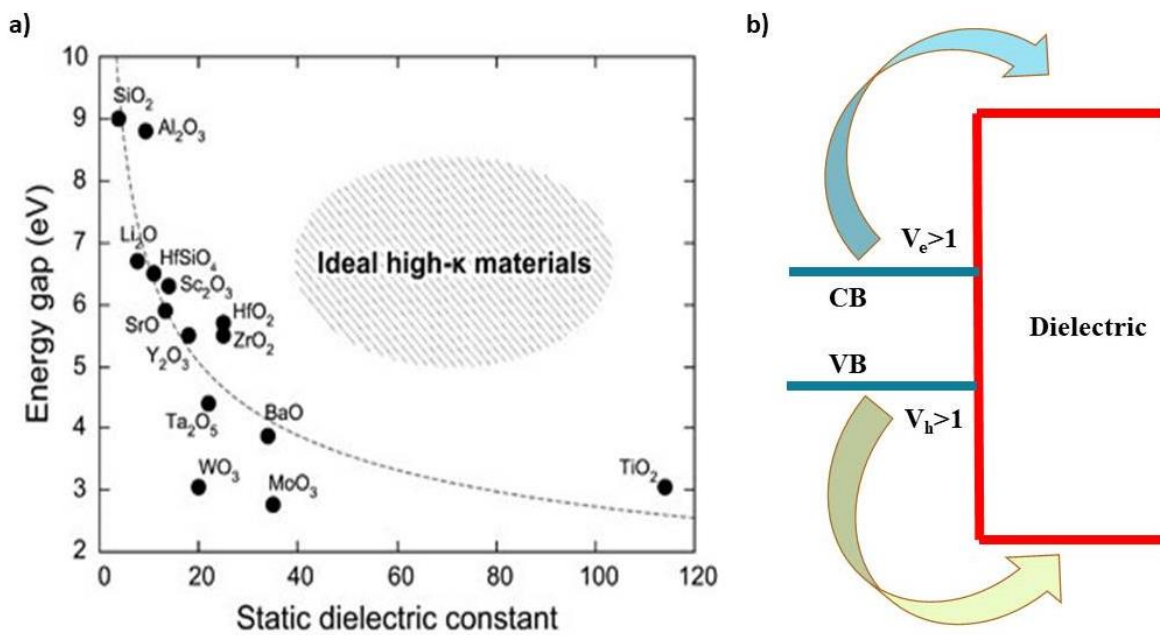 a)
Energy gap (eV)
10
9
8
7
6
5
4
3
2
SiO₂
Al₂O₃
Li₂O
HfSiO₄
Sc₂O₃
SrO
HfO₂
ZrO₂
Y₂O₃
Ta₂O₅
BaO
WO₃
MoO₃
TiO₂
Ideal high-κ materials
0 20 40 60 80 100 120
Static dielectric constant
b)
Vₑ>1
CB
VB
Vₕ>1
Dielectric